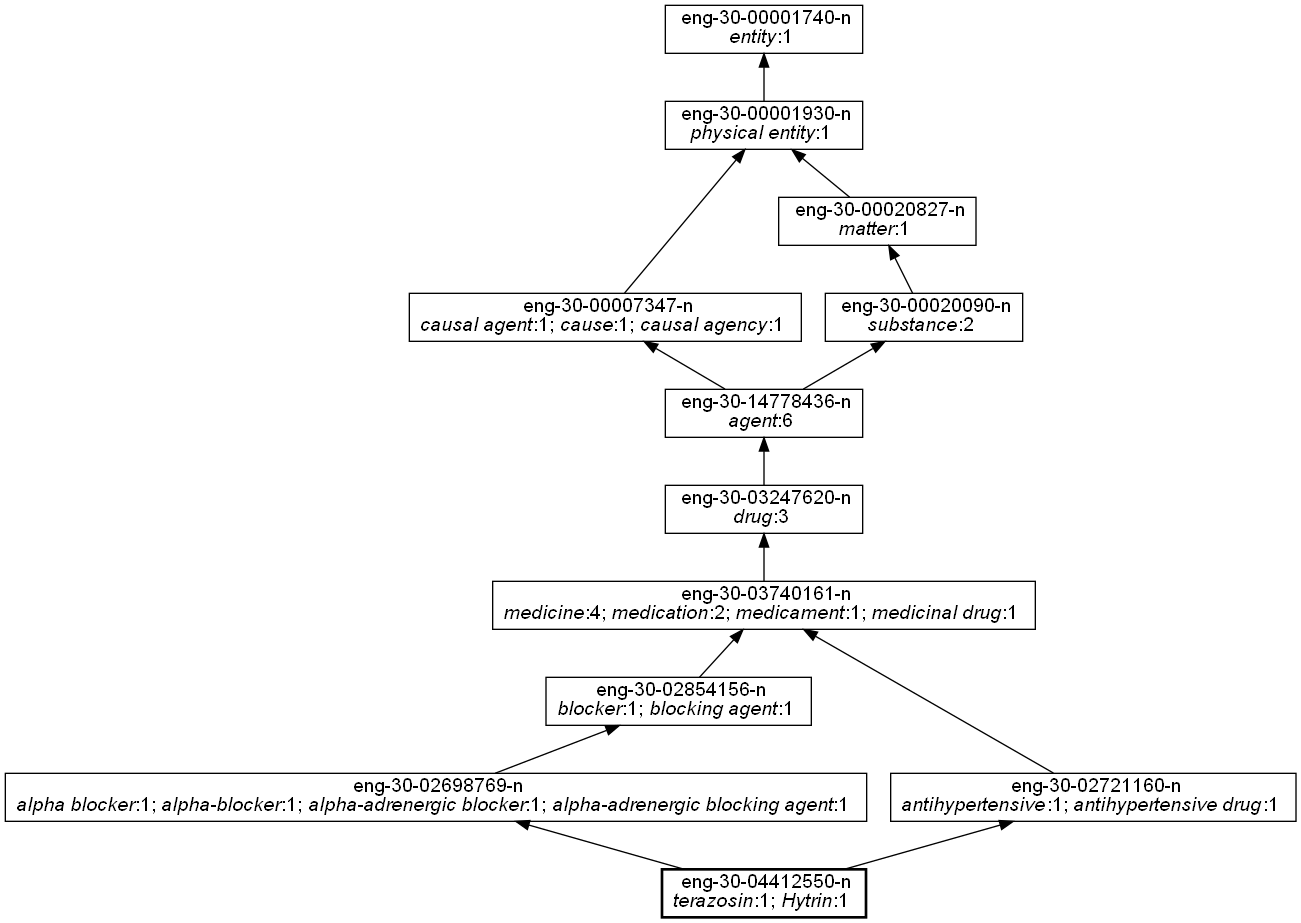 eng-30-00001740-n
entity:1
eng-30-00001930-n
physical entity:1
eng-30-00020827-n
matter:1
eng-30-00007347-n
causal agent:1; cause:1; causal agency:1
eng-30-00020090-n
substance:2
eng-30-14778436-n
agent:6
eng-30-03247620-n
drug:3
eng-30-03740161-n
medicine:4; medication:2; medicament:1; medicinal drug:1
eng-30-02854156-n
blocker:1; blocking agent:1
eng-30-02698769-n
alpha blocker:1; alpha-blocker:1; alpha-adrenergic blocker:1; alpha-adrenergic blocking agent:1
eng-30-02721160-n
antihypertensive:1; antihypertensive drug:1
eng-30-04412550-n
terazosin:1; Hytrin:1